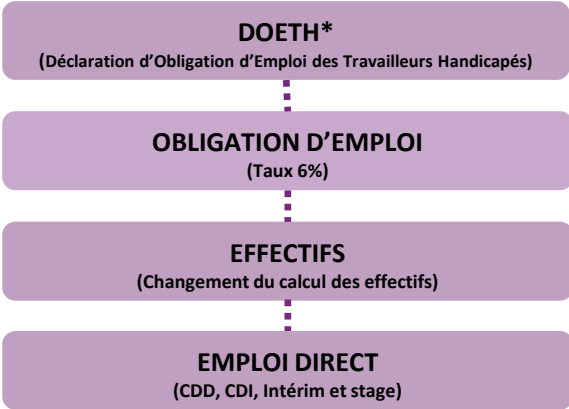 DOETH*
(Déclaration d’Obligation d’Emploi des Travailleurs Handicapés)
OBLIGATION D’EMPLOI
(Taux 6%)
EFFECTIFS
(Changement du calcul des effectifs)
EMPLOI DIRECT
(CDD, CDI, Intérim et stage)